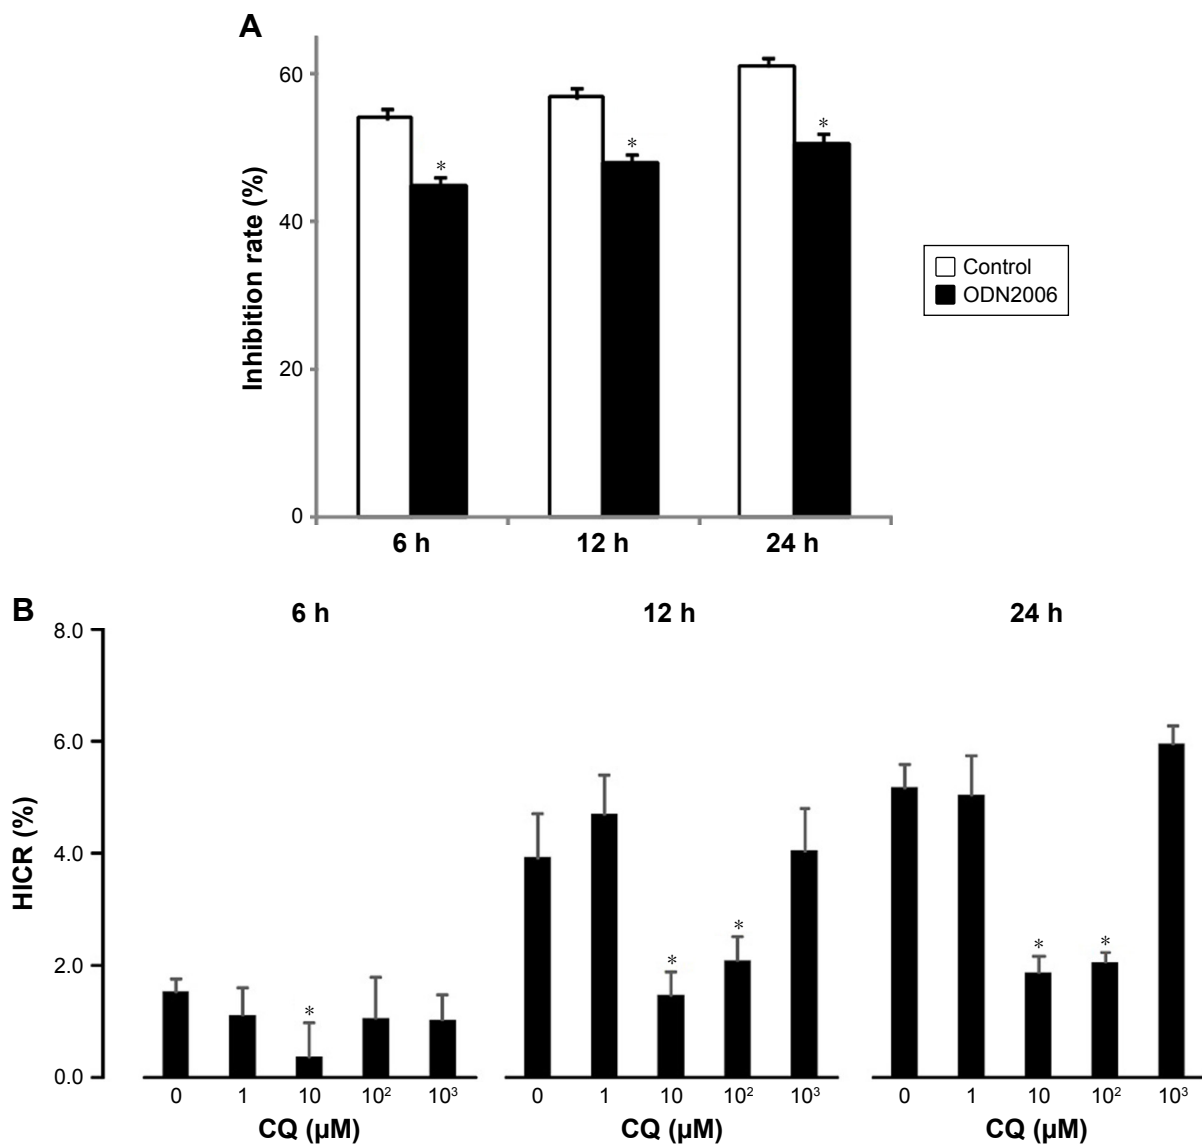 A
60
40
20
0
Inhibition rate (%)
*
*
*
6 h
12 h
24 h
Control
ODN2006
B
6 h
12 h
24 h
8.0
6.0
4.0
2.0
0.0
HICR (%)
*
*
*
*
*
0 1 10 10² 10³
0 1 10 10² 10³
0 1 10 10² 10³
CQ (µM)
CQ (µM)
CQ (µM)